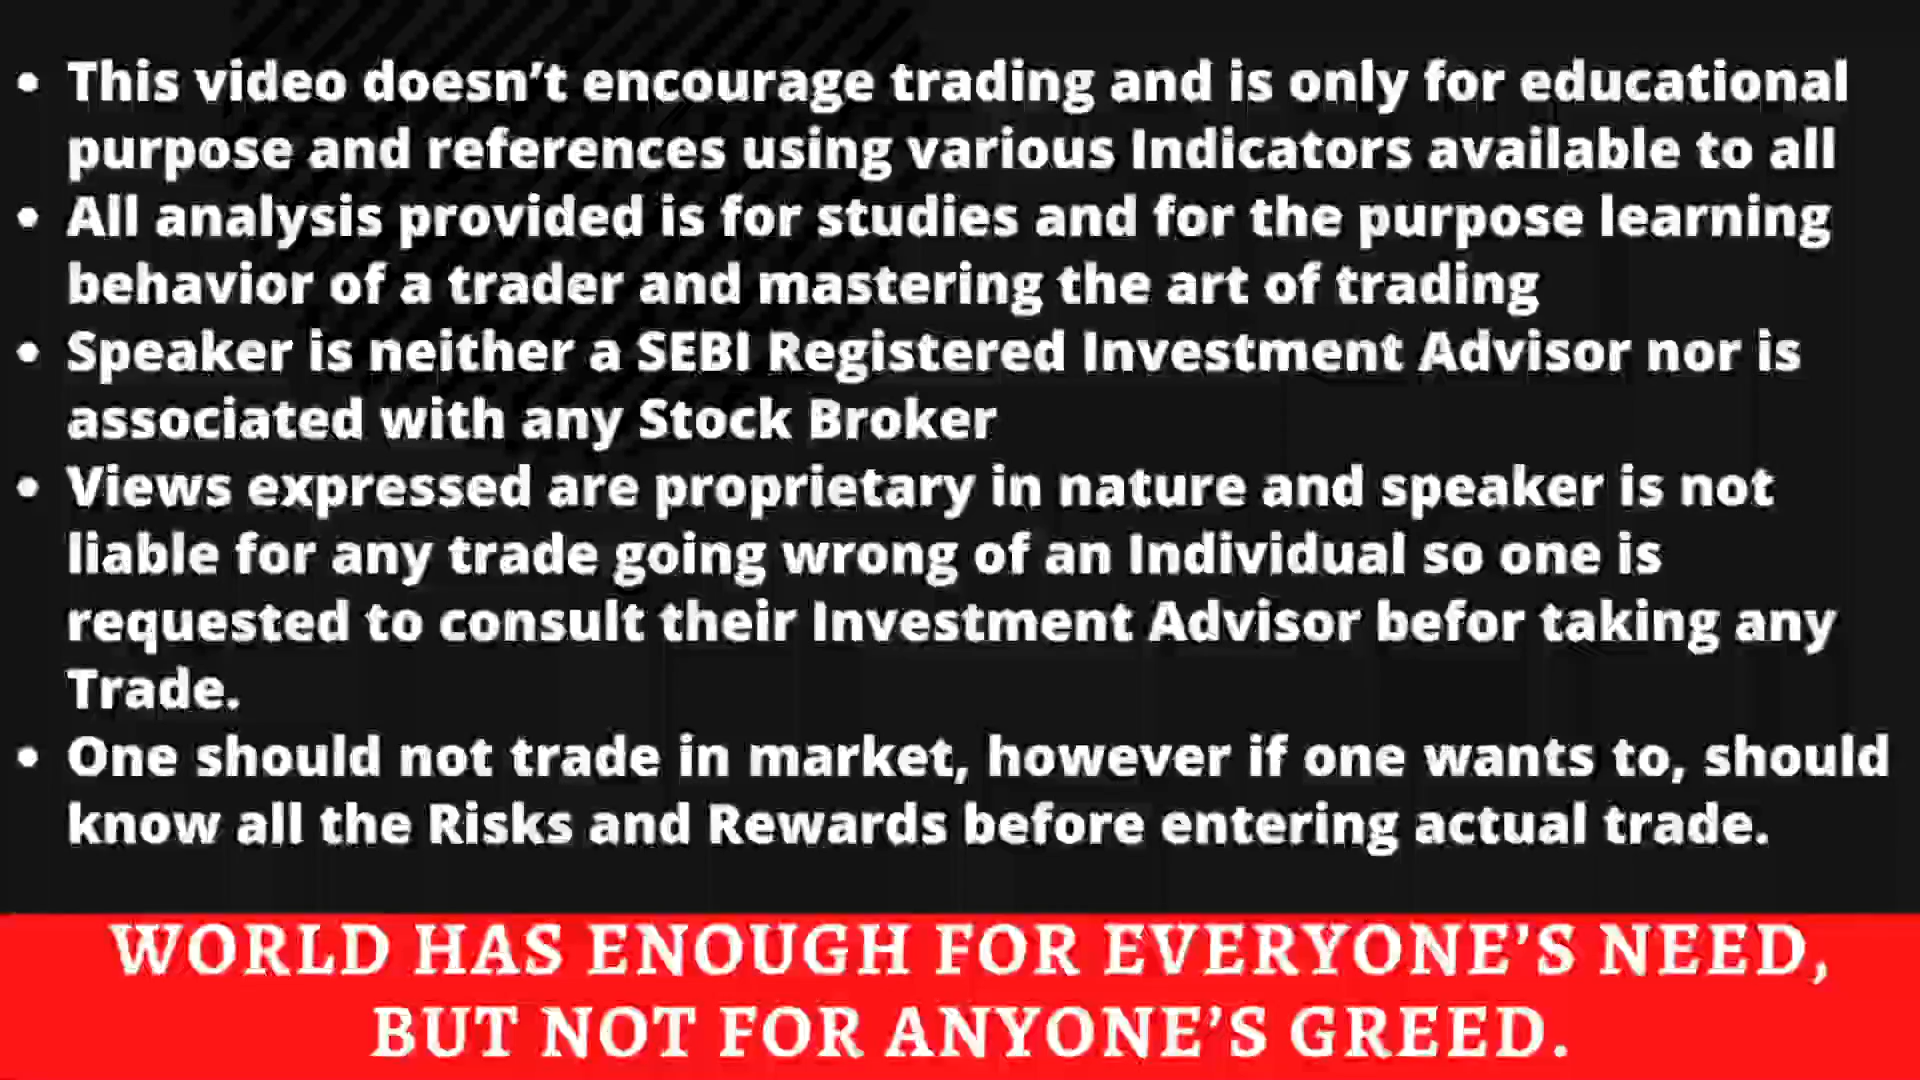 • This video doesn’t encourage trading and is only for educational
purpose and references using various Indicators available to all
• All analysis provided is for studies and for the purpose learning
behavior of a trader and mastering the art of trading
• Speaker is neither a SEBI Registered Investment Advisor nor is
associated with any Stock Broker
• Views expressed are proprietary in nature and speaker is not
liable for any trade going wrong of an Individual so one is
requested to consult their Investment Advisor befor taking any
Trade.
• One should not trade in market, however if one wants to, should
know all the Risks and Rewards before entering actual trade.
WORLD HAS ENOUGH FOR EVERYONE’S NEED,
BUT NOT FOR ANYONE’S GREED.